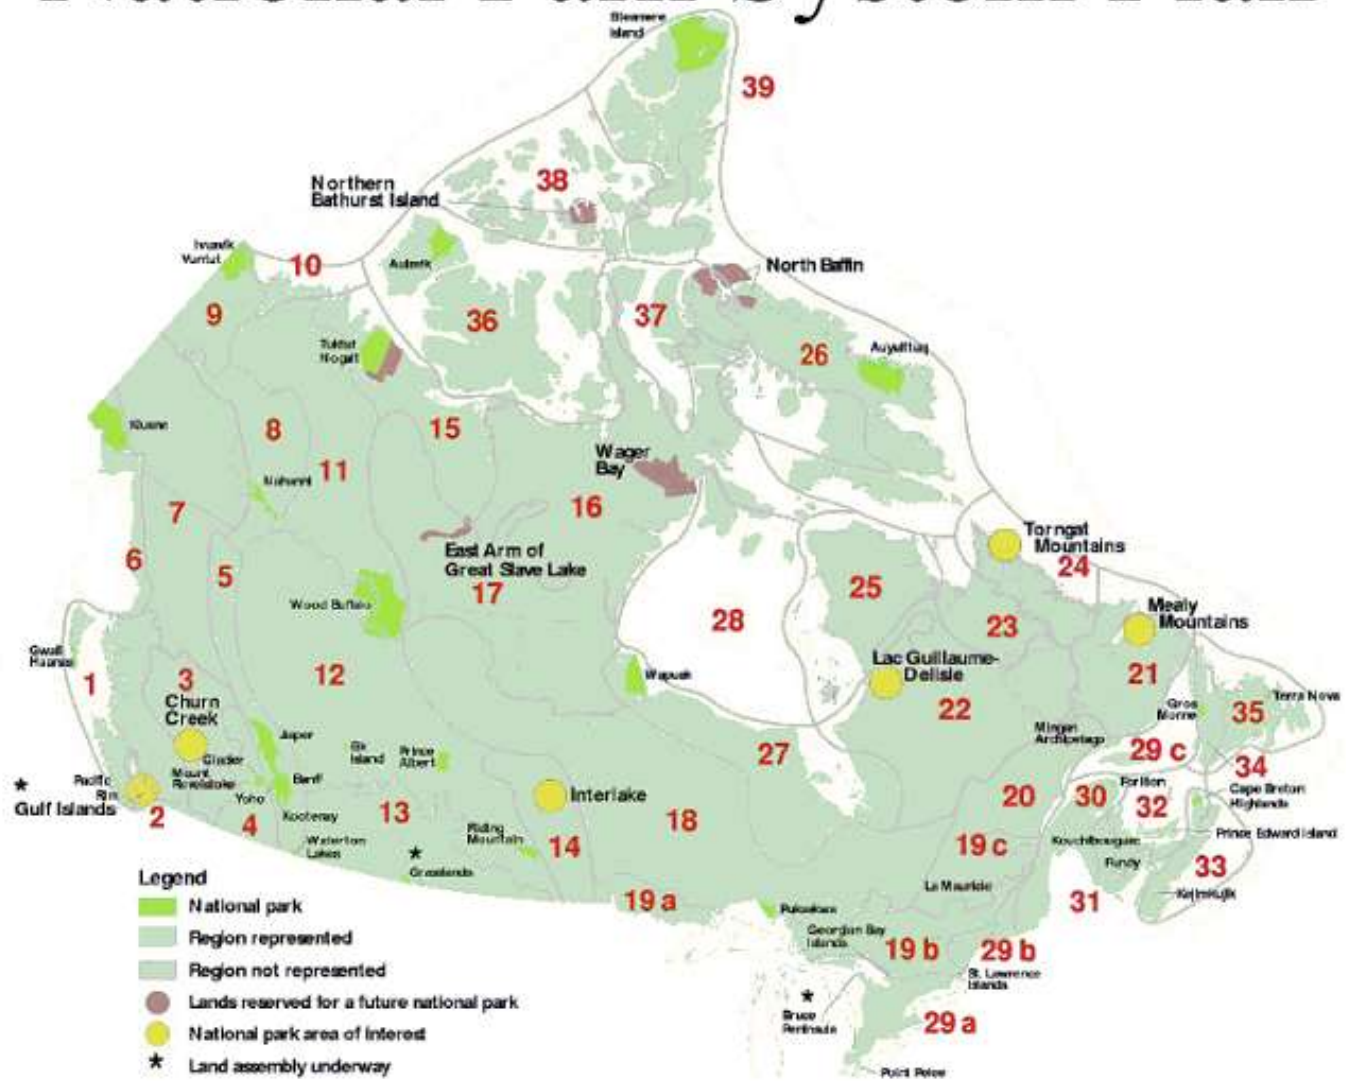 National Park System Plan
Ellesmere
Island
39
38
Northern
Bathurst Island
Ivvavik
Vuntut
10
Aulavik
North Baffin
9
36
37
Tuktut
Nogait
26
Auyuittuq
Kluane
8
15
Wager
Bay
11
Nahanni
16
7
Torngat
Mountains
6
5
East Arm of
Great Slave Lake
24
25
17
Wood Buffalo
Mealy
Mountains
28
23
Gwaii
Haanas
Lac Guillaume-
Delisle
1
3
12
Wapusk
21
Churn
Creek
22
Gros
Morne
35
Terra Nova
Jasper
Elk
Island
Prince
Albert
27
Mingan
Archipelago
29 c
Glacier
34
Pacific
Rim
Mount
Revelstoke
Banff
Forillon
Cape Breton
Highlands
*
Gulf Islands
Yoho
Interlake
20
30
32
2
4
Kootenay
13
18
Prince Edward Island
Waterton
Lakes
Riding
Mountain
14
19 c
Kouchibouguac
*
Grasslands
Fundy
33
Legend
La Mauricie
Kejimkujik
National park
19 a
Pukaskwa
31
Region represented
Georgian Bay
Islands
19 b
29 b
Region not represented
St. Lawrence
Islands
Lands reserved for a future national park
*
Bruce
Peninsula
29 a
National park area of interest
* Land assembly underway
Point Pelee